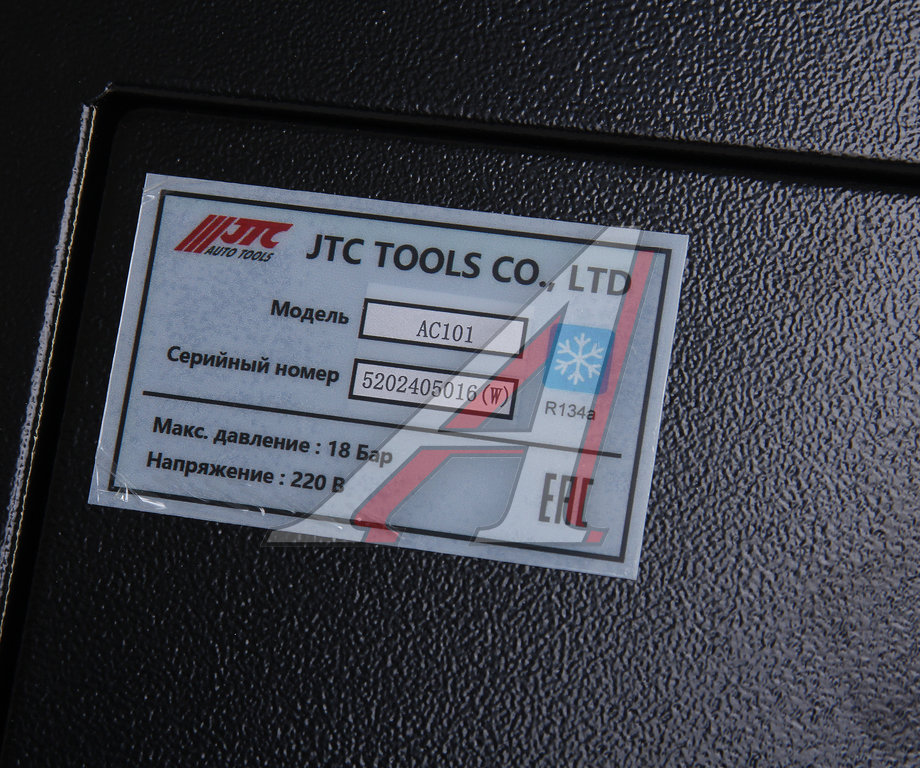 JTC
AUTO TOOLS
JTC TOOLS CO., LTD
Модель
AC101
Серийный номер
5202405016(W)
R134a
Макс. давление : 18 Бар
Напряжение : 220 В
EAC